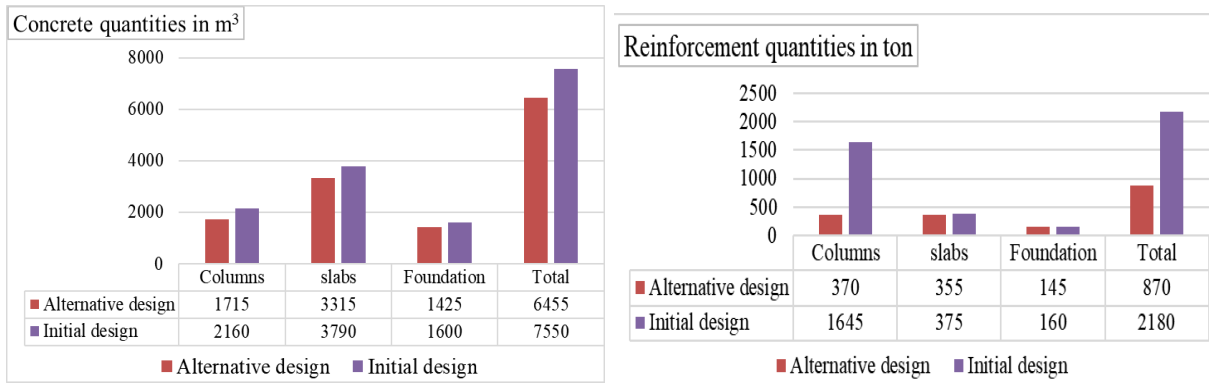 Concrete quantities in m³
8000
6000
4000
2000
0
Columns slabs Foundation Total
Alternative design 1715 3315 1425 6455
Initial design 2160 3790 1600 7550
Alternative design Initial design
Reinforcement quantities in ton
2500
2000
1500
1000
500
0
Columns slabs Foundation Total
Alternative design 370 355 145 870
Initial design 1645 375 160 2180
Alternative design Initial design